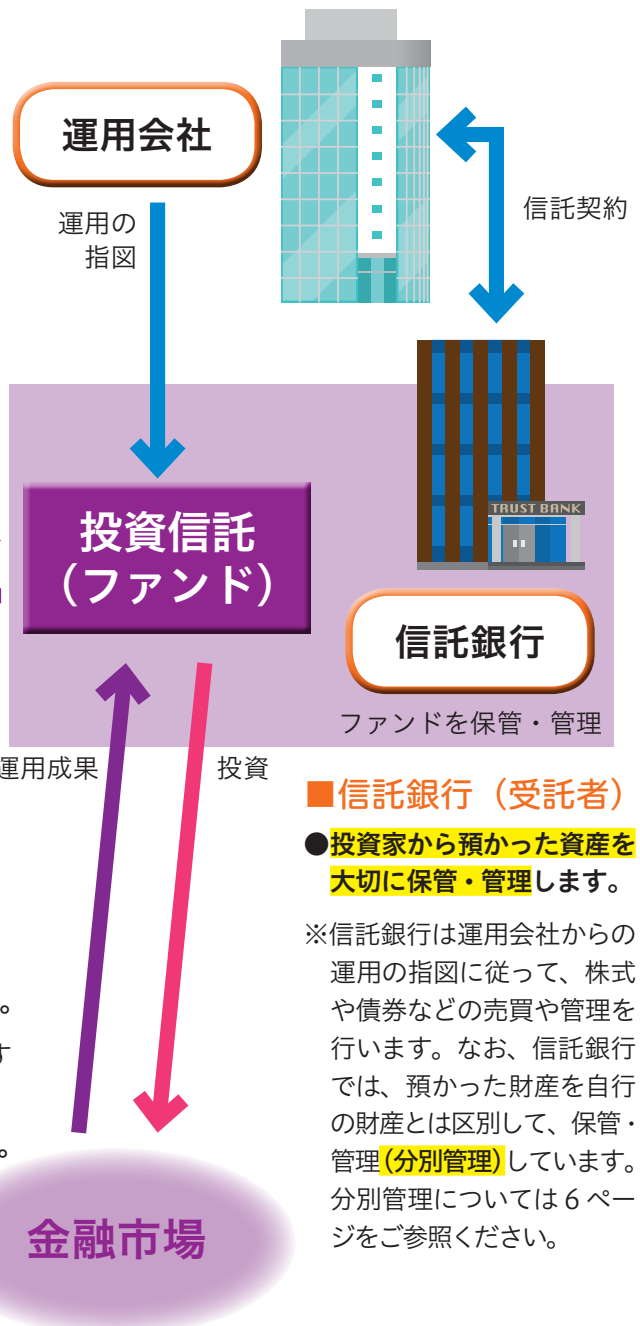 運用会社
運用の
指図
信託契約
TRUST BANK
投資信託
（ファンド）
信託銀行
ファンドを保管・管理
運用成果
投資
■信託銀行（受託者）
●投資家から預かった資産を
大切に保管・管理します。
※信託銀行は運用会社からの
運用の指図に従って、株式
や債券などの売買や管理を
行います。なお、信託銀行
では、預かった財産を自行
の財産とは区別して、保管・
管理（分別管理）しています。
分別管理については６ペー
ジをご参照ください。
。
す
。
金融市場